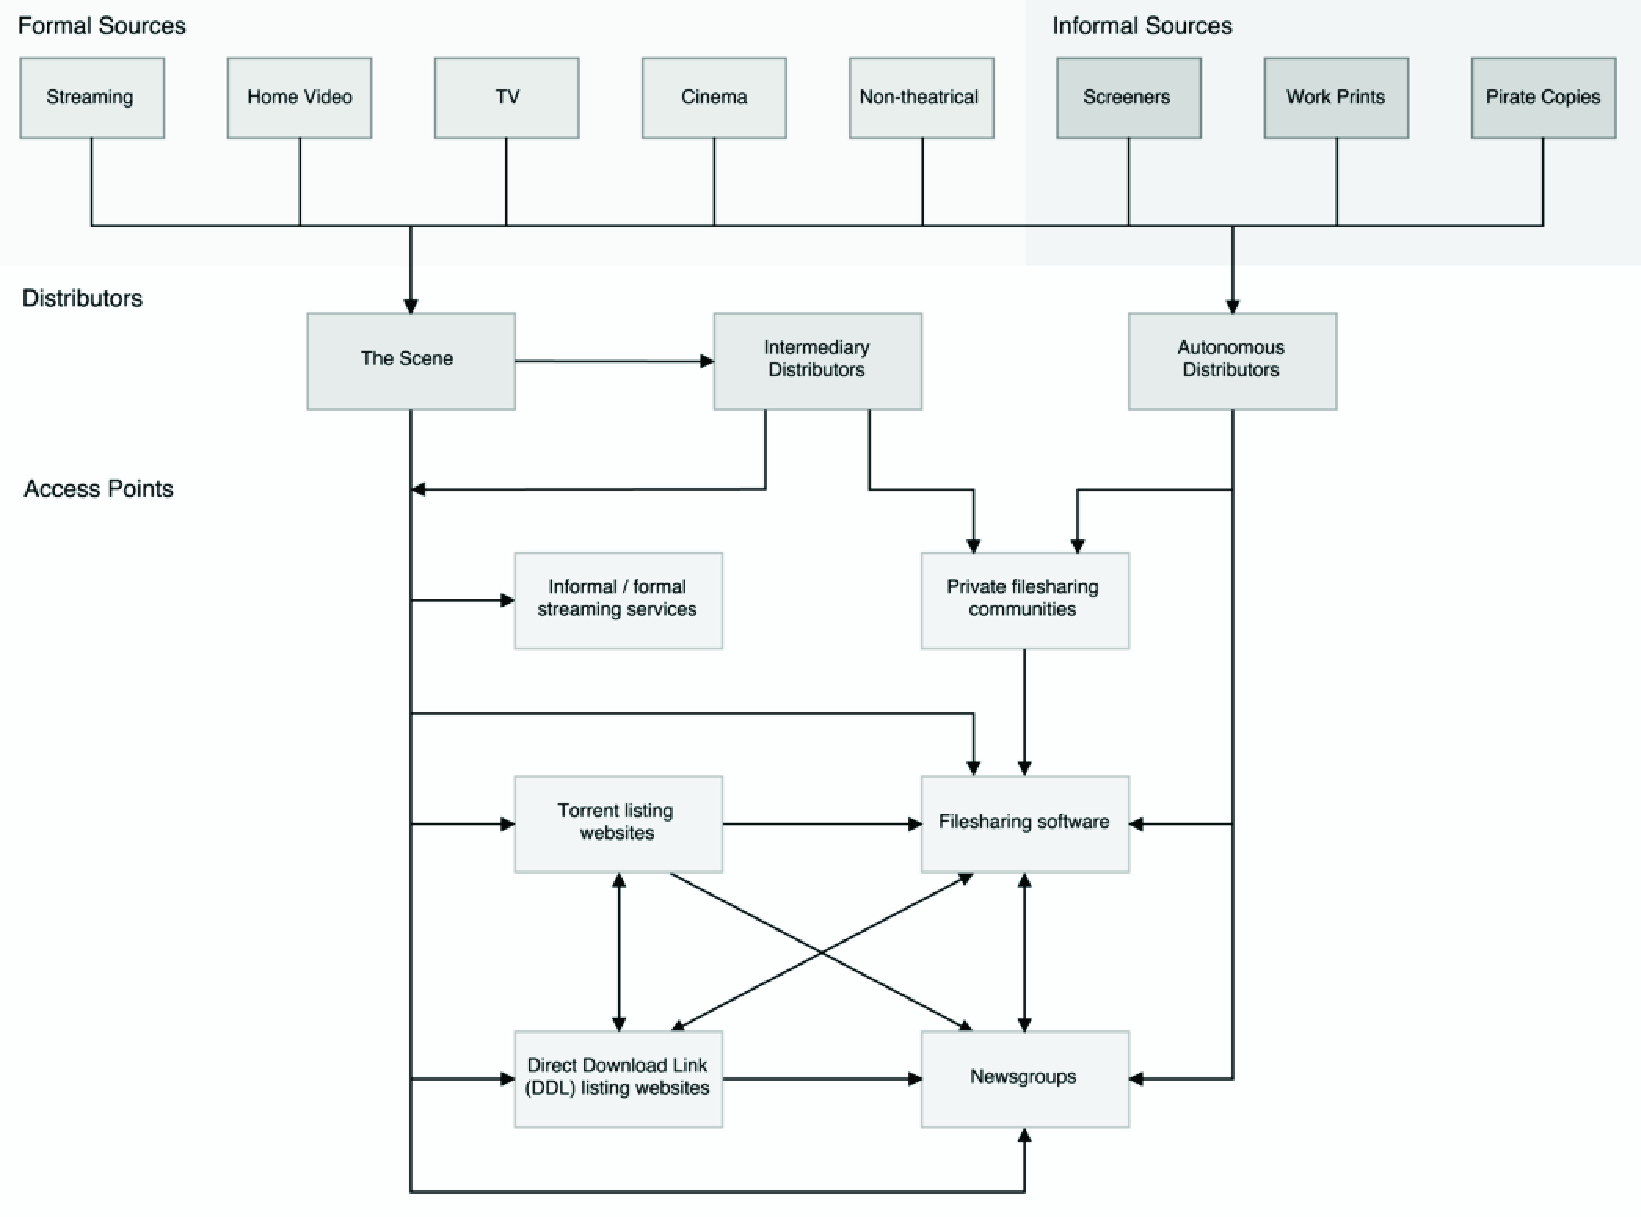 Formal Sources
Informal Sources
Streaming
Home Video
TV
Cinema
Non-theatrical
Screeners
Work Prints
Pirate Copies
Distributors
The Scene
Intermediary
Distributors
Autonomous
Distributors
Access Points
Informal / formal
streaming services
Private filesharing
communities
Torrent listing
websites
Filesharing software
Direct Download Link
(DDL) listing websites
Newsgroups